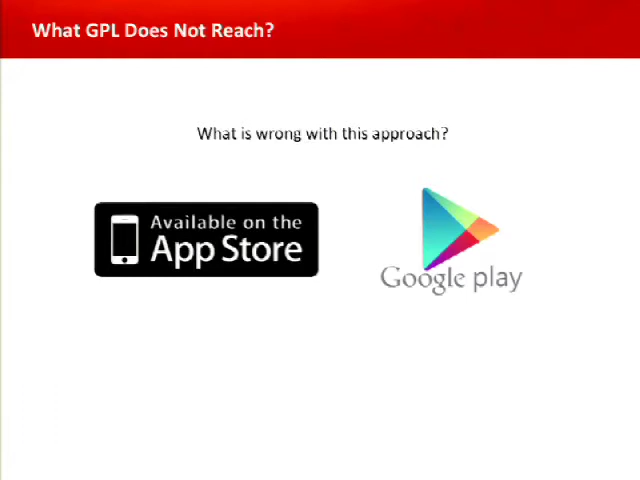 What GPL Does Not Reach?
What is wrong with this approach?
Available on the
App Store
Google play